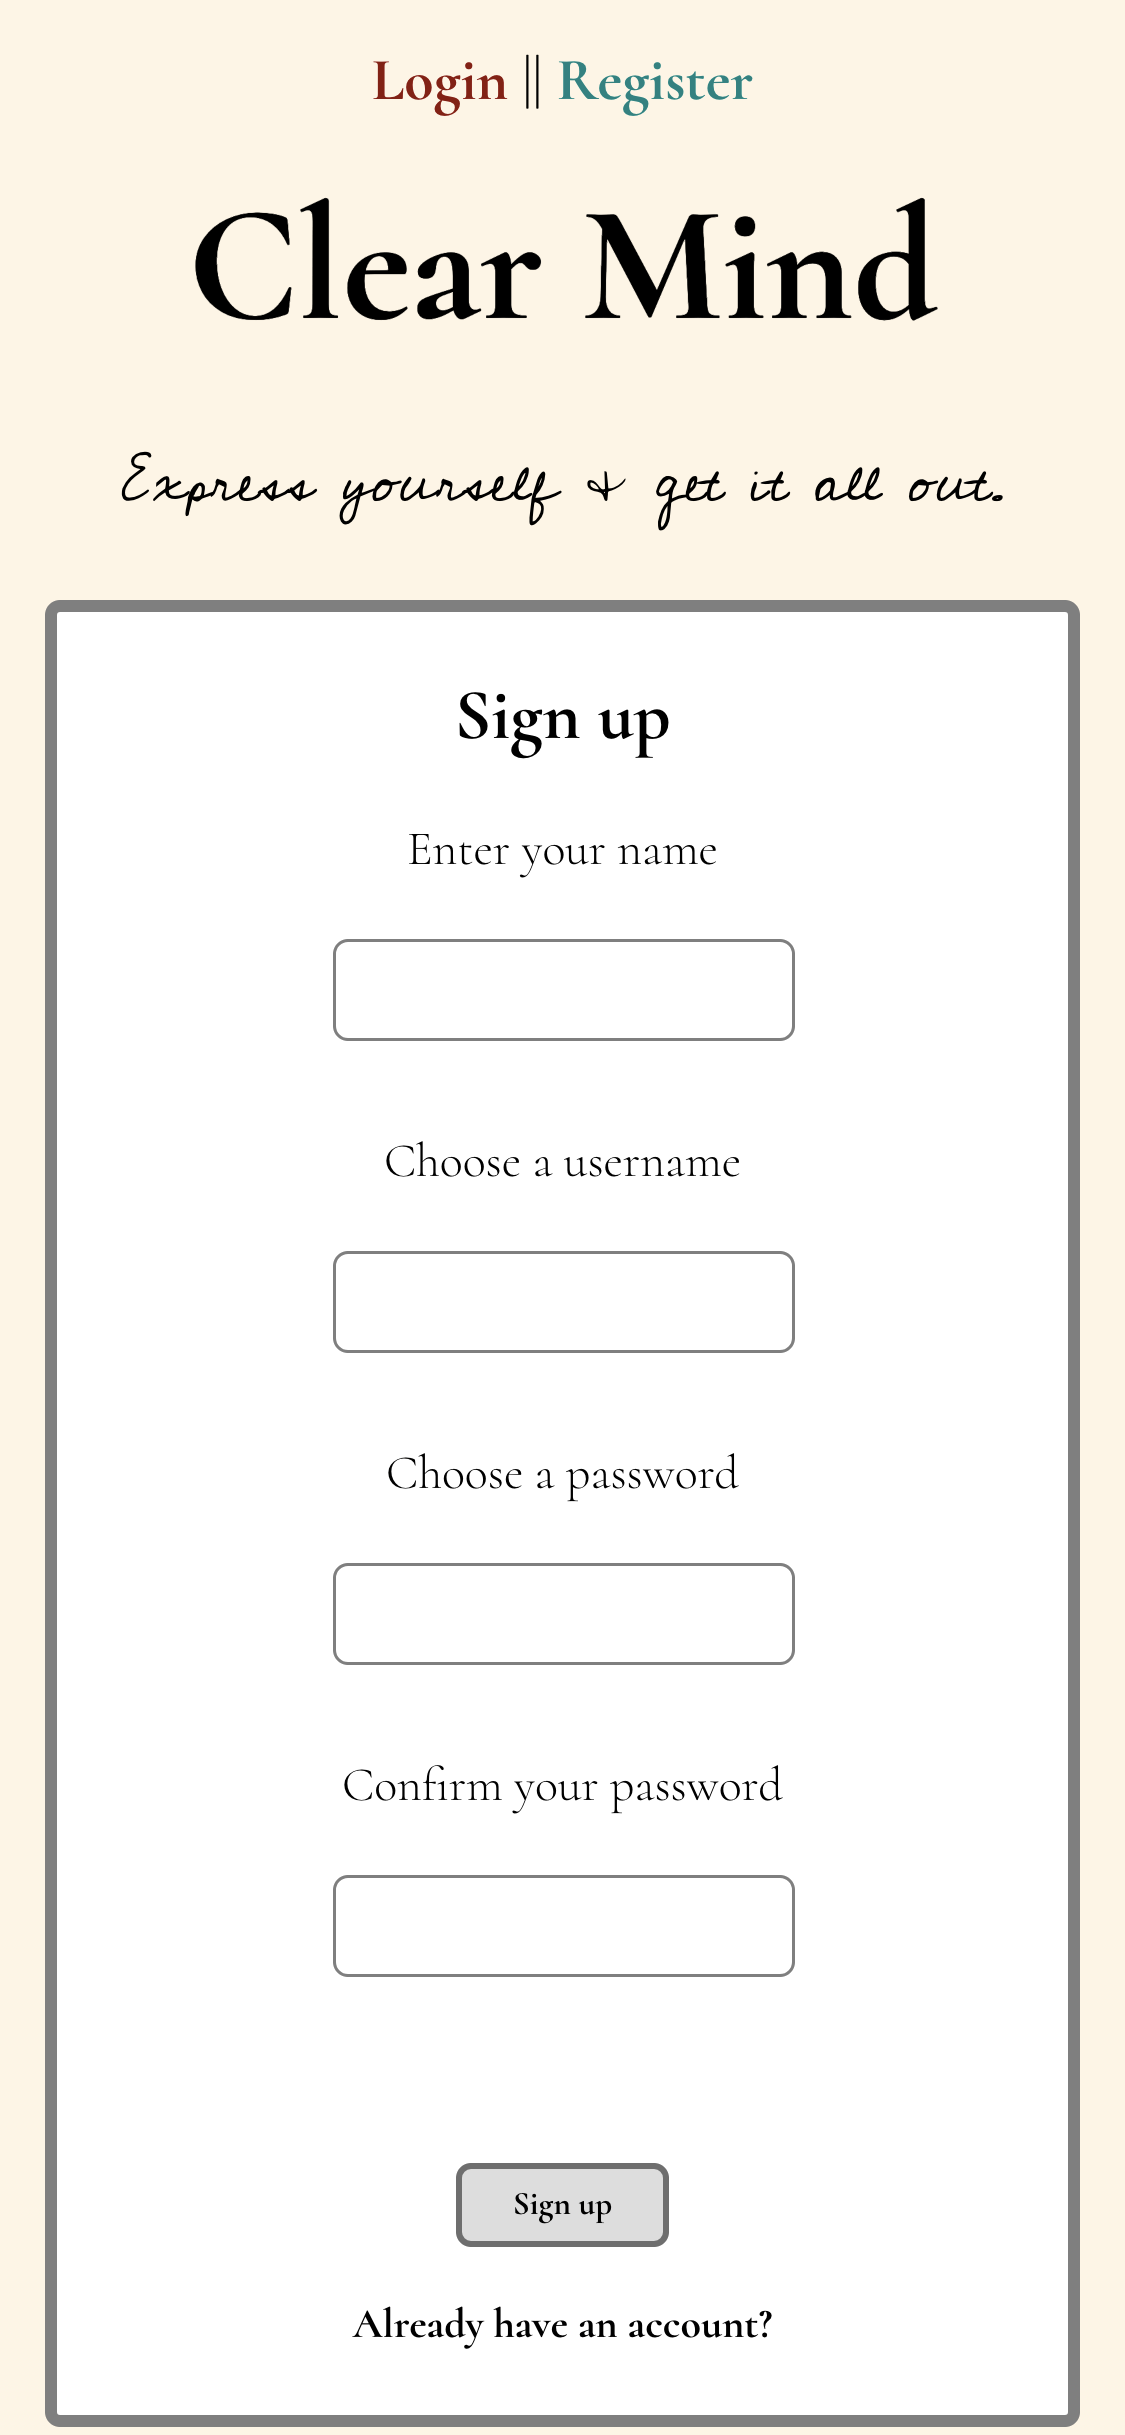 Login || Register
Clear Mind
Express yourself & get it all out.
Sign up
Enter your name
Choose a username
Choose a password
Confirm your password
Sign up
Already have an account?